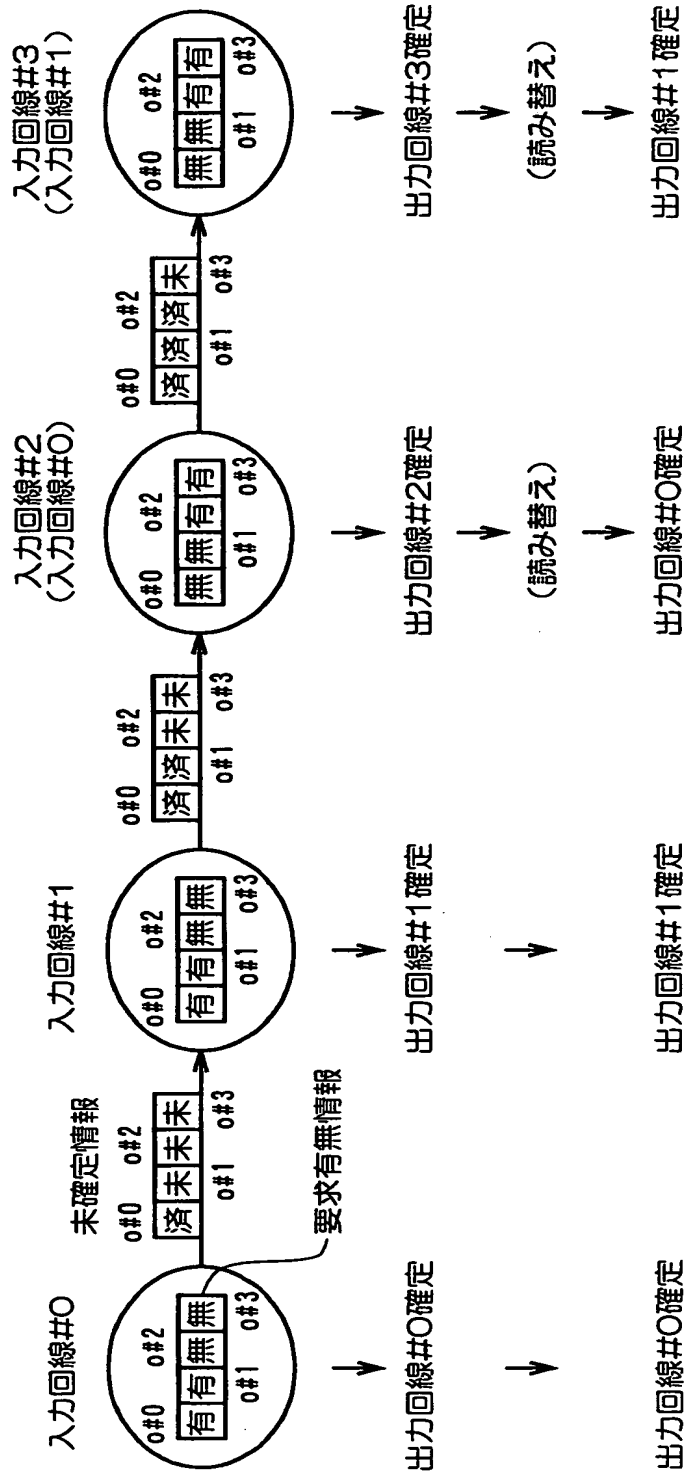 入力回線#0
o#0 o#2
有 有 無 無
o#1 o#3
要求有無情報
出力回線#0確定
出力回線#0確定
未確定情報
o#0 o#2
済 未 未 未
o#1 o#3
入力回線#1
o#0 o#2
有 有 無 無
o#1 o#3
出力回線#1確定
出力回線#1確定
o#0 o#2
済 済 未 未
o#1 o#3
入力回線#2
(入力回線#0)
o#0 o#2
無 無 有 有
o#1 o#3
出力回線#2確定
(読み替え)
出力回線#0確定
o#0 o#2
済 済 済 未
o#1 o#3
入力回線#3
(入力回線#1)
o#0 o#2
無 無 有 有
o#1 o#3
出力回線#3確定
(読み替え)
出力回線#1確定